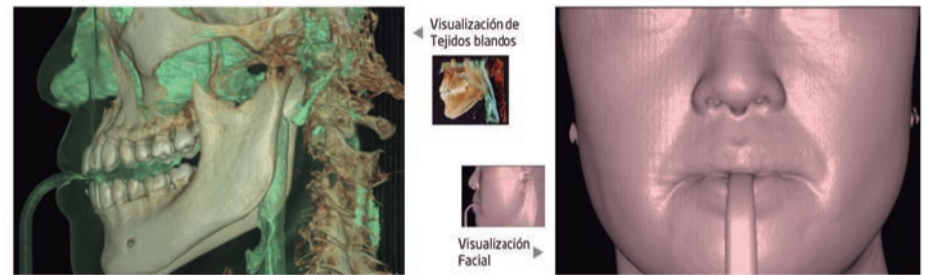 Visualización de
Tejidos blandos
Visualización
Facial